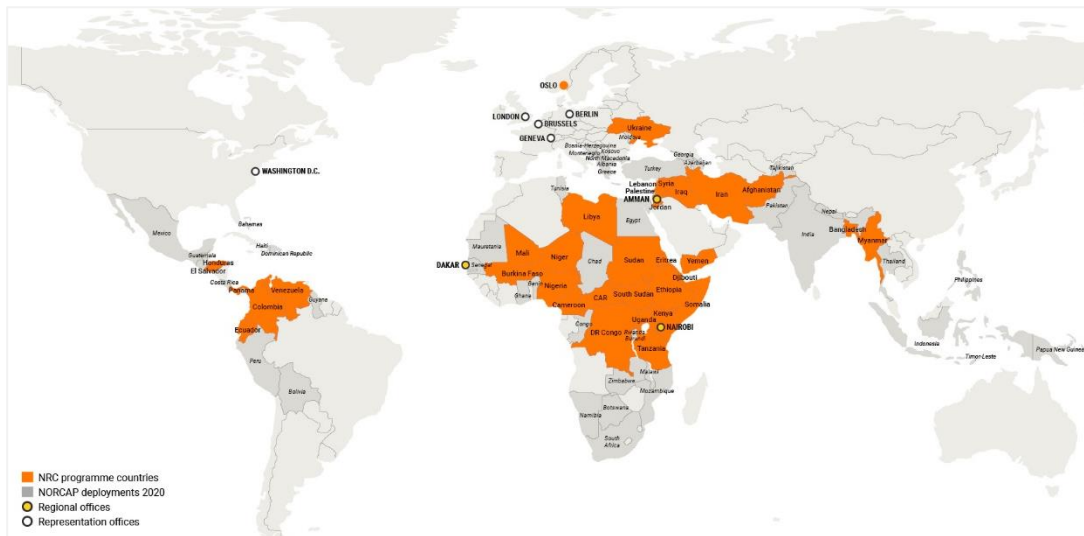 OSLO
LONDON
BERLIN
BRUSSELS
GENEVA
Ukraine
Moldova
Bosnia-Herzegovina
Kosovo
Montenegro
North Macedonia
Albania
Greece
Georgia
Azerbaijan
Turkey
Tajikistan
WASHINGTON D.C.
Tunisia
Lebanon
Syria
Palestine
Iraq
Iran
Afghanistan
AMMAN
Jordan
Pakistan
Nepal
Libya
Egypt
India
Bangladesh
Myanmar
Thailand
Bahamas
Mexico
Haiti
Dominican Republic
Guatemala
Honduras
El Salvador
Costa Rica
Panama
Venezuela
Guyana
Colombia
Ecuador
Peru
Bolivia
Mauretania
Mali
Niger
Chad
Sudan
Eritrea
Yemen
DAKAR
Senegal
Burkina Faso
Djibouti
Benin
Nigeria
Ghana
CAR
South Sudan
Ethiopia
Cameroon
Somalia
Kenya
Uganda
Congo
DR Congo
Rwanda
Burundi
NAIROBI
Tanzania
Malawi
Zimbabwe
Mozambique
Botswana
Namibia
South
Africa
Philippines
Indonesia
Timor-Leste
Papua New Guinea
NRC programme countries
NORCAP deployments 2020
Regional offices
Representation offices